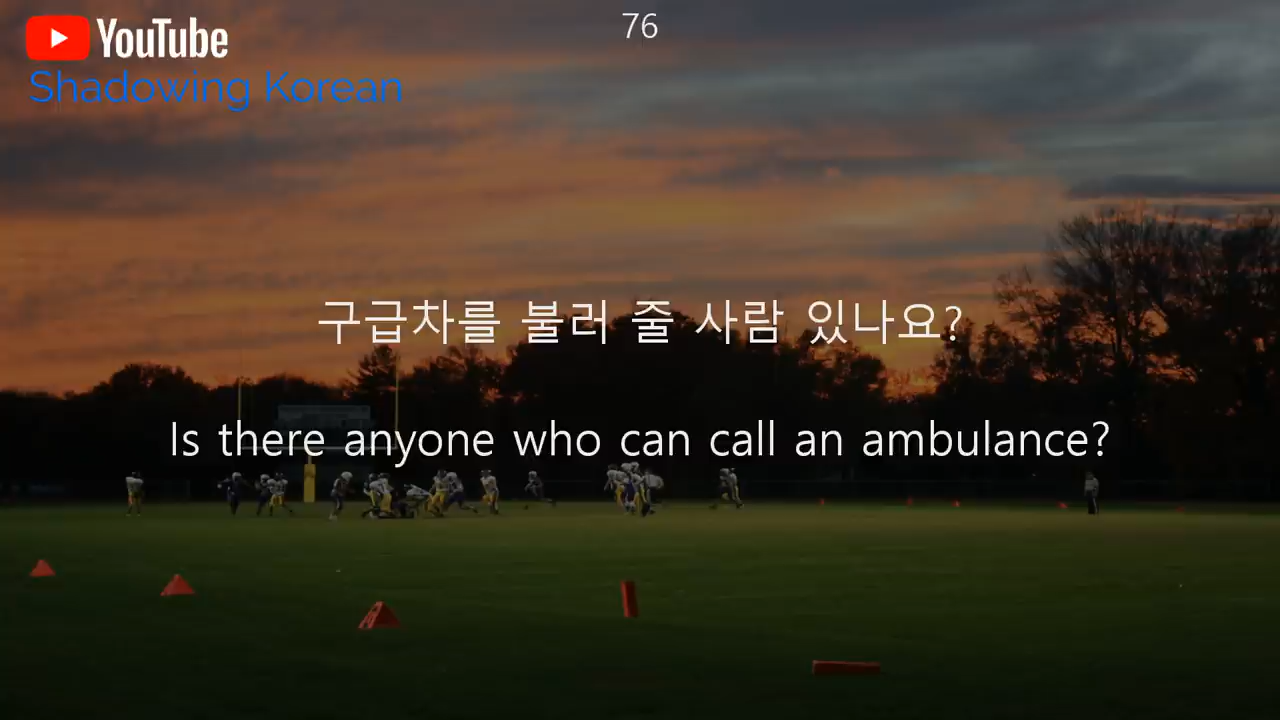 76
YouTube
Shadowing Korean
구급차를 불러 줄 사람 있나요?
Is there anyone who can call an ambulance?